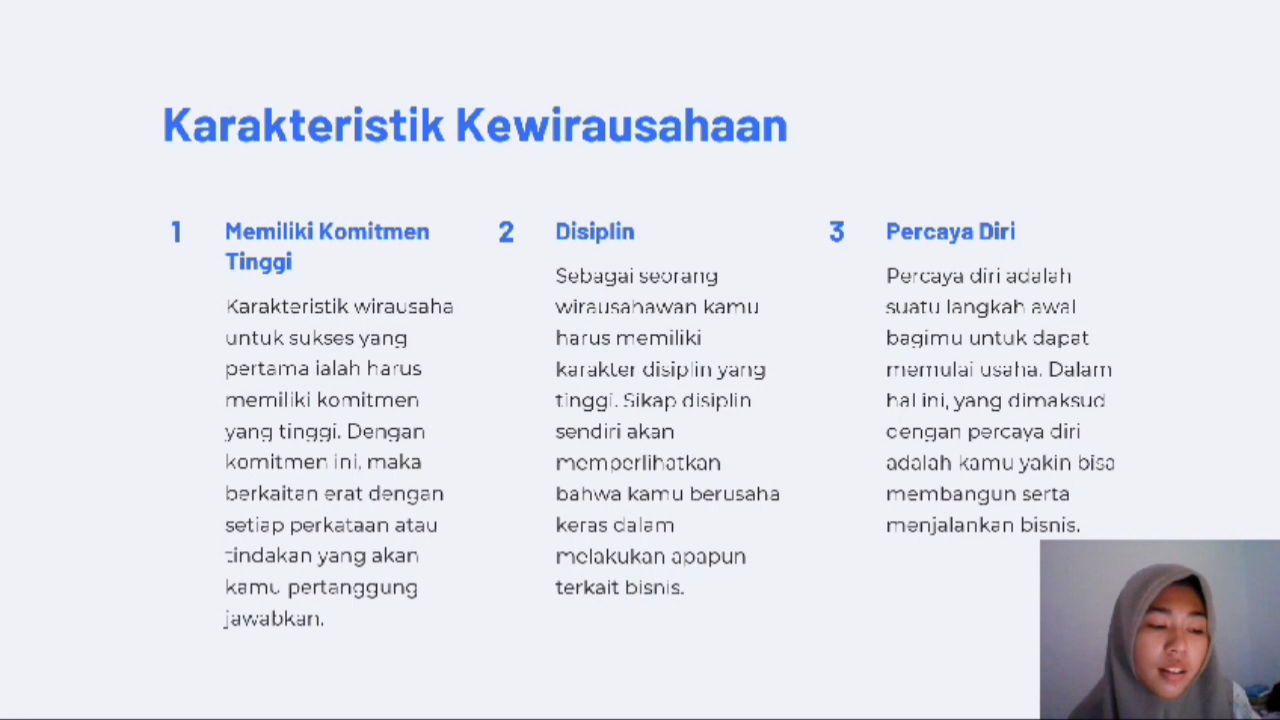 Karakteristik Kewirausahaan
1
Memiliki Komitmen
Tinggi
Karakteristik wirausaha
untuk sukses yang
pertama ialah harus
memiliki komitmen
yang tinggi. Dengan
komitmen ini, maka
berkaitan erat dengan
setiap perkataan atau
tindakan yang akan
kamu pertanggung
jawabkan.
2
Disiplin
Sebagai seorang
wirausahawan kamu
harus memiliki
karakter disiplin yang
tinggi. Sikap disiplin
sendiri akan
memperlihatkan
bahwa kamu berusaha
keras dalam
melakukan apapun
terkait bisnis.
3
Percaya Diri
Percaya diri adalah
suatu langkah awal
bagimu untuk dapat
memulai usaha. Dalam
hal ini, yang dimaksud
dengan percaya diri
adalah kamu yakin bisa
membangun serta
menjalankan bisnis.